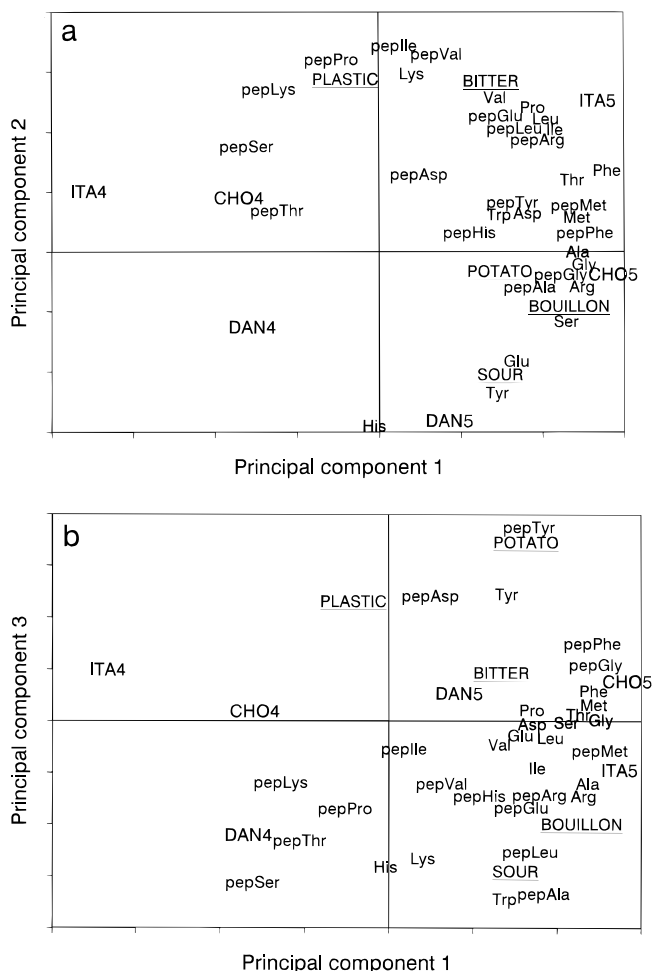 a
pepIle
pepPro
pepVal
PLASTIC
Lys
BITTER
pepLys
Val
ITA5
Pro
pepGlu
Leu
pepLeu Ile
pepArg
pepSer
Phe
pepAsp
Thr
ITA4
CHO4
pepThr
pepTyr
pepMet
Trp Asp
Met
pepHis
pepPhe
Ala
Gly
POTATO
pepGly CHO5
pepAla
Arg
BOUILLON
Ser
DAN4
Glu
SOUR
Tyr
His
DAN5
Principal component 2
Principal component 1
b
pepTyr
POTATO
PLASTIC
pepAsp
Tyr
pepPhe
ITA4
BITTER
pepGly
CHO5
DAN5
Phe
Met
CHO4
Pro
Thr
Asp
Ser
Gly
Glu
Leu
Val
pepIle
pepMet
Ile
ITA5
pepLys
pepVal
Ala
pepHis
pepArg
Arg
pepPro
pepGlu
BOUILLON
DAN4
pepThr
pepLeu
Lys
His
SOUR
pepSer
Trp
pepAla
Principal component 3
Principal component 1